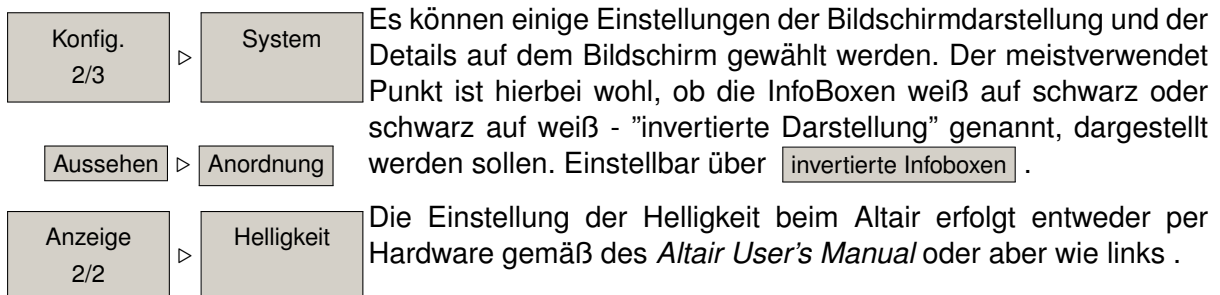 Konfig.
2/3
▷
System
Es können einige Einstellungen der Bildschirmdarstellung und der
Details auf dem Bildschirm gewählt werden. Der meistverwendet
Punkt ist hierbei wohl, ob die InfoBoxen weiß auf schwarz oder
schwarz auf weiß - ”invertierte Darstellung” genannt, dargestellt
Aussehen ▷ Anordnung
werden sollen. Einstellbar über invertierte Infoboxen .
Anzeige
2/2
▷
Helligkeit
Die Einstellung der Helligkeit beim Altair erfolgt entweder per
Hardware gemäß des Altair User's Manual oder aber wie links .